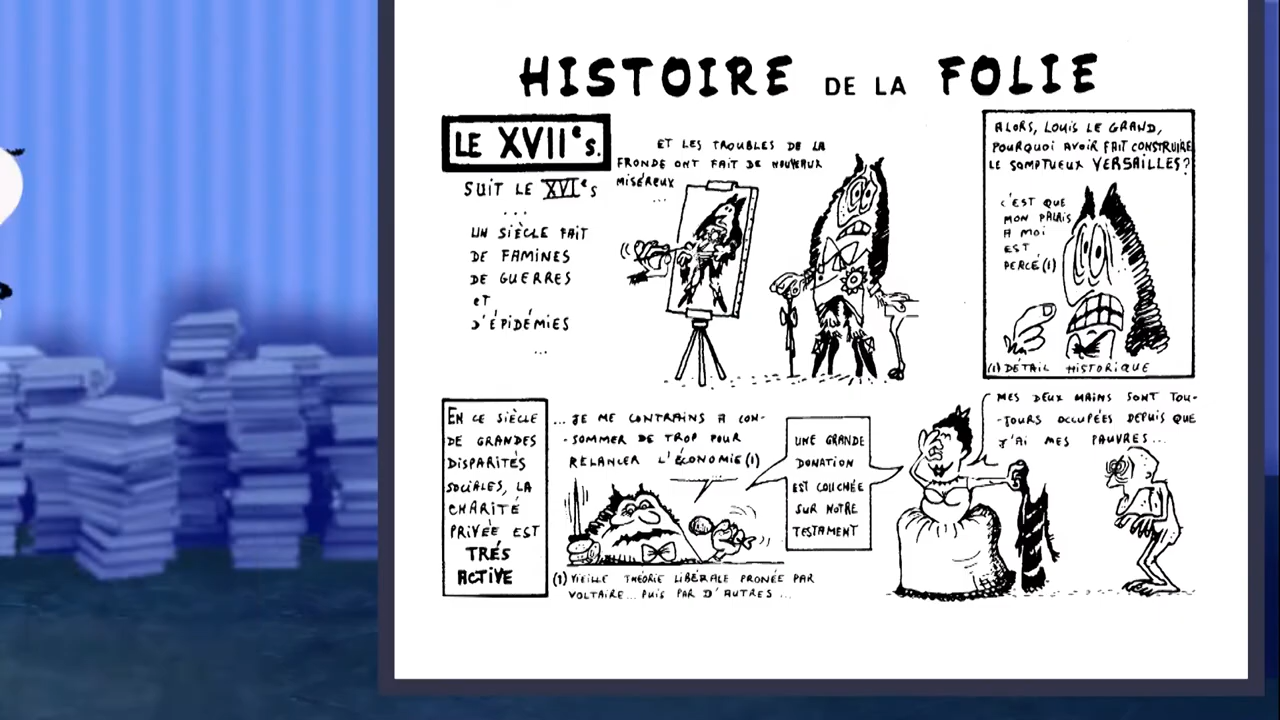 HISTOIRE DE LA FOLIE
LE XVIIe s.
SUIT LE XVIe s
...
UN SIÈCLE FAIT
DE FAMINES
DE GUERRES
et
D'ÉPIDÉMIES
...
ET LES TROUBLES DE LA
FRONDE ONT FAIT DE NOUVEAUX
MISÉREUX
...
ALORS, LOUIS LE GRAND,
POURQUOI AVOIR FAIT CONSTRUIRE
LE SOMPTUEUX VERSAILLES?
C'EST QUE
MON PALAIS
A MOI
EST
PERCÉ (1)
(1) DÉTAIL HISTORIQUE
EN CE SIÈCLE
DE GRANDES
DISPARITÉS
SOCIALES, LA
CHARITÉ
PRIVÉE EST
TRÉS
ACTIVE
... JE ME CONTRAINS A CON-
-SOMMER DE TROP POUR
RELANCER L'ÉCONOMIE (1)
(1) VIEILLE THÉORIE LIBÉRALE PRONÉE PAR
VOLTAIRE... PUIS PAR D'AUTRES...
UNE GRANDE
DONATION
EST COUCHÉE
SUR NOTRE
TESTAMENT
MES DEUX MAINS SONT TOU-
-TOURS OCCUPÉES DEPUIS QUE
J'AI MES PAUVRES...